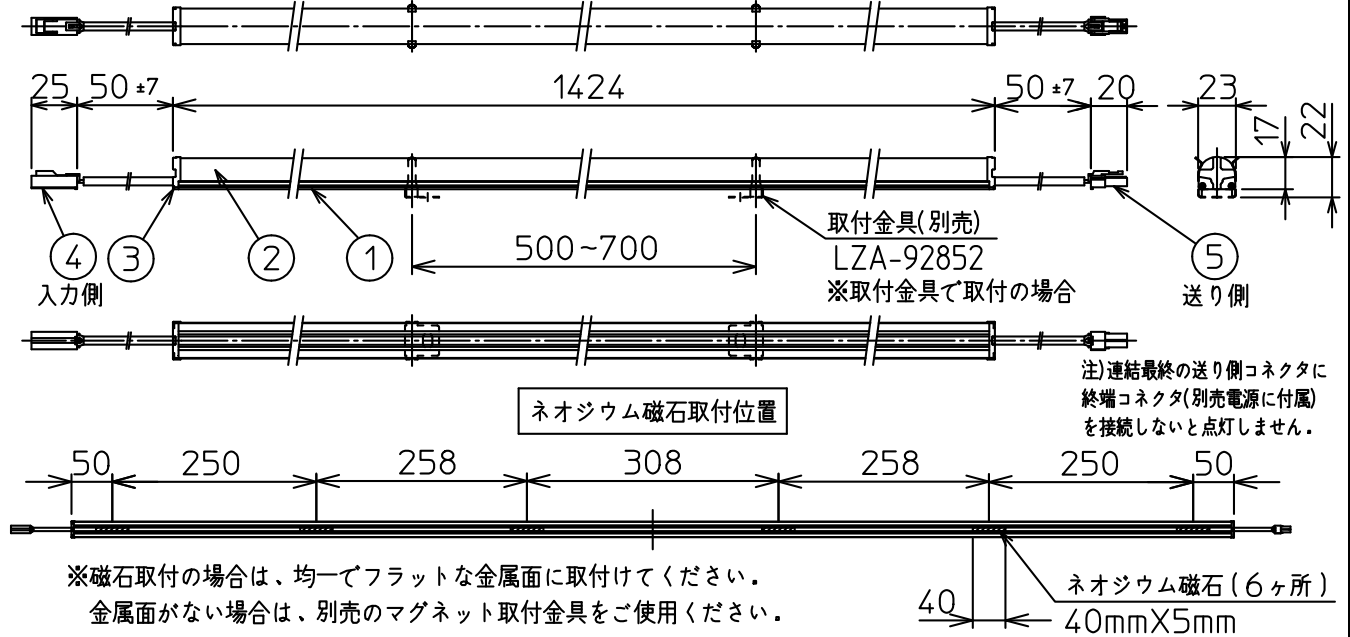 25 50 ±7 1424 50 ±7 20 23
17
22
取付金具(別売)
LZA-92852
※取付金具で取付の場合
500~700
4 3 2 1 5
入力側
送り側
注)連結最終の送り側コネクタに
終端コネクタ(別売電源に付属)
を接続しないと点灯しません.
ネオジウム磁石取付位置
50 250 258 308 258 250 50
※磁石取付の場合は、均一でフラットな金属面に取付けてください.
金属面がない場合は、別売のマグネット取付金具をご使用ください.
40
ネオジウム磁石(6ヶ所)
40mmX5mm